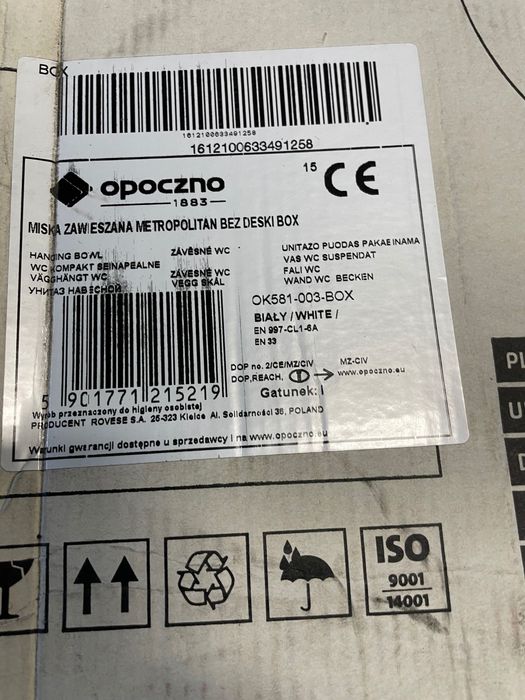 BOX
1612100633491258
1612100633491258
opoczno
1883
15 CE
MISKA ZAWIESZANA METROPOLITAN BEZ DESKI BOX
HANGING BOWL
WC KOMPAKT SEINAPEALNE
VÄGGHÄNGT WC
УНИТАЗ НАВЕСНОЙ
ZÁVĚSNÉ WC
ZÁVESNÉ WC
VEGG SKÅL
UNITAZO PUODAS PAKAEINAMA
VAS WC SUSPENDAT
FALI WC
WAND WC BECKEN
OK581-003-BOX
BIAŁY / WHITE /
EN 997-CL1-6A
EN 33
DOP no. 2/CE/MZ/CIV
MZ-CIV
DOP,REACH,
www.opoczno.eu
Gatunek: I
5 901771 215219
Wyrób przeznaczony do higieny osobistej
PRODUCENT ROVESE S.A. 25-323 Kielce Al. Solidarności 36, POLAND
Warunki gwarancji dostępne u sprzedawcy i na www.opoczno.eu
ISO
9001
14001